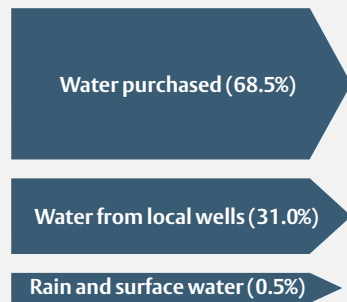 Water purchased (68.5%)
Water from local wells (31.0%)
Rain and surface water (0.5%)